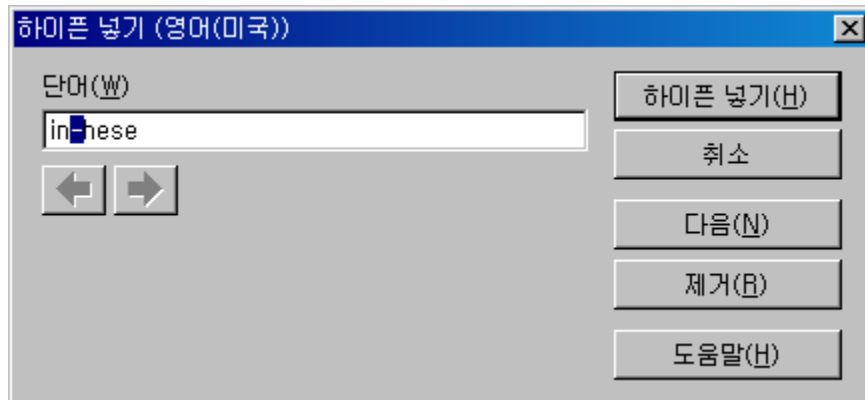 하이픈 넣기 (영어(미국))
단어(W)
in-hese
하이픈 넣기(H)
취소
다음(N)
제거(R)
도움말(H)